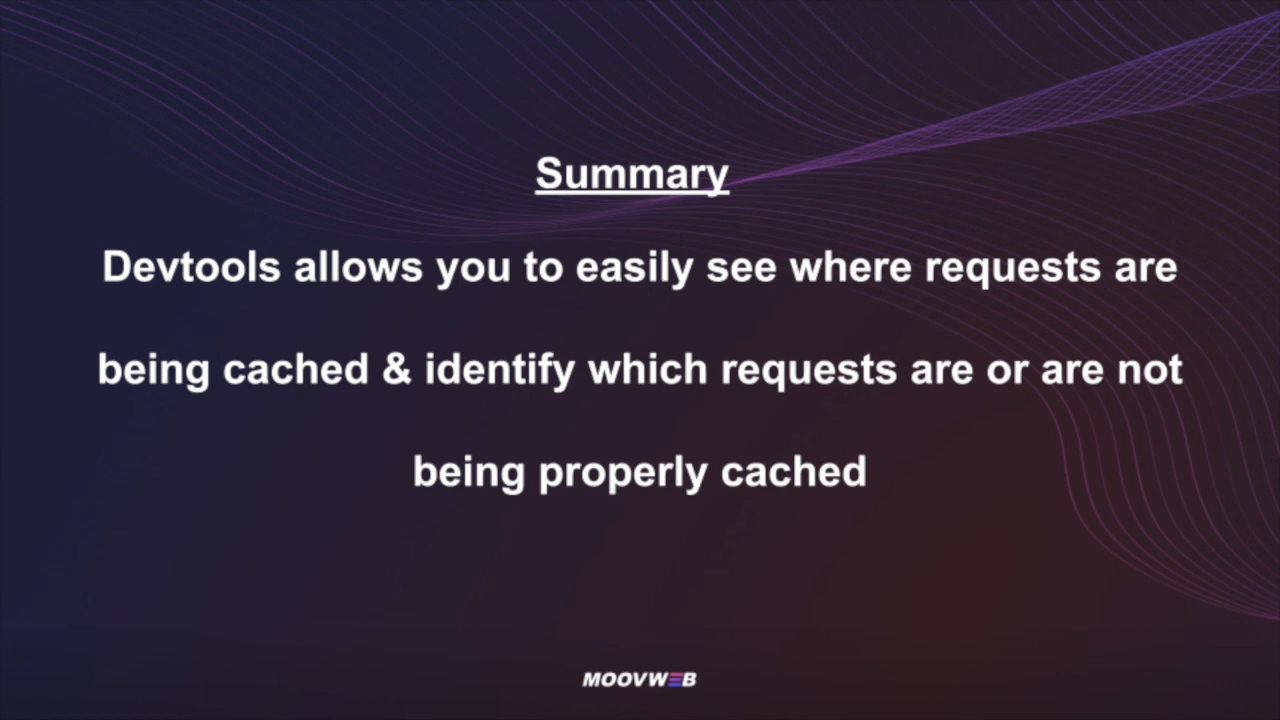 Summary
Devtools allows you to easily see where requests are
being cached & identify which requests are or are not
being properly cached
MOOVWEB